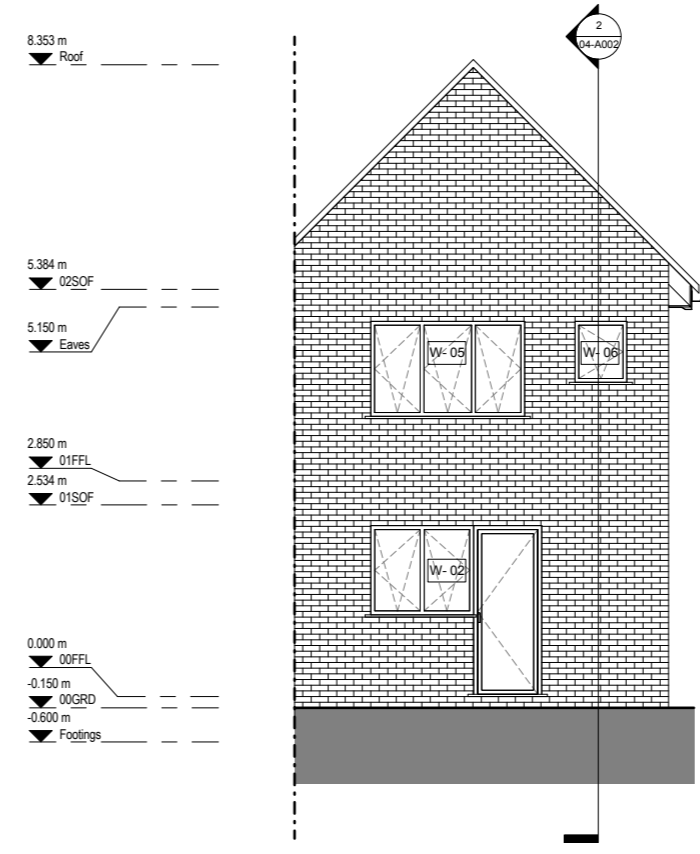 2
04-A002
8.353 m
Roof
5.384 m
02SOF
5.150 m
Eaves
W- 05
W- 06
2.850 m
01FFL
2.534 m
01SOF
W- 02
0.000 m
00FFL
-0.150 m
00GRD
-0.600 m
Footings